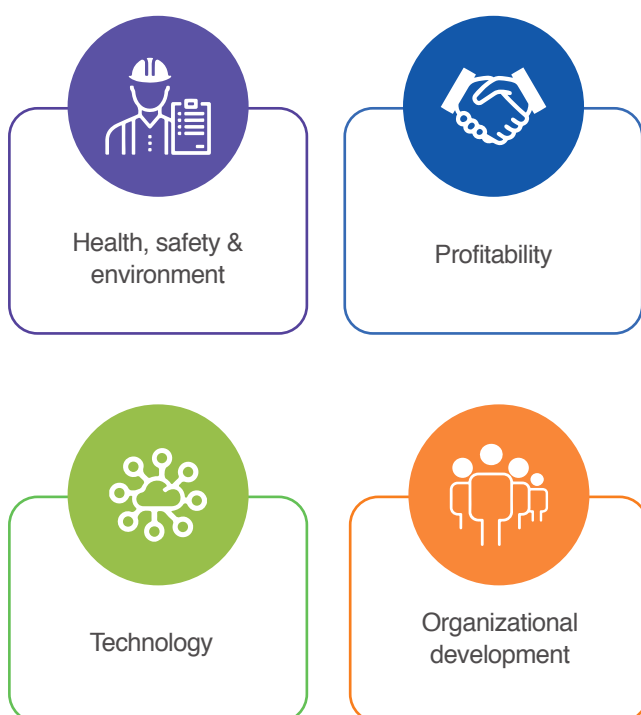 Health, safety &
environment
Profitability
Technology
Organizational
development